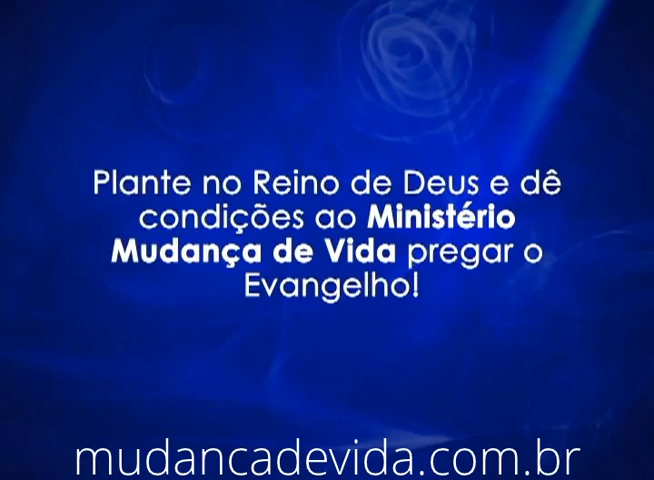 Plante no Reino de Deus e dê
condições ao Ministério
Mudança de Vida pregar o
Evangelho!
mudancadevida.com.br